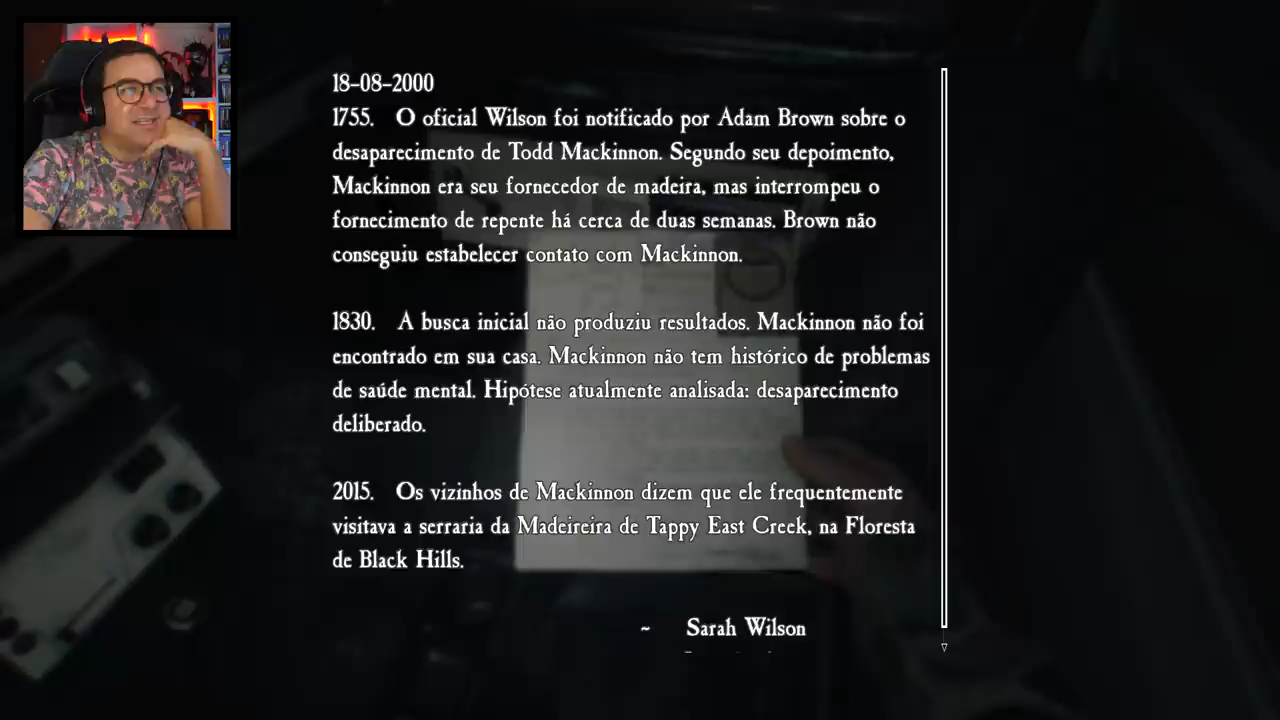 18-08-2000
1755. O oficial Wilson foi notificado por Adam Brown sobre o
desaparecimento de Todd Mackinnon. Segundo seu depoimento,
Mackinnon era seu fornecedor de madeira, mas interrompeu o
fornecimento de repente há cerca de duas semanas. Brown não
conseguiu estabelecer contato com Mackinnon.
1830. A busca inicial não produziu resultados. Mackinnon não foi
encontrado em sua casa. Mackinnon não tem histórico de problemas
de saúde mental. Hipótese atualmente analisada: desaparecimento
deliberado.
2015. Os vizinhos de Mackinnon dizem que ele frequentemente
visitava a serraria da Madeireira de Tappy East Creek, na Floresta
de Black Hills.
~ Sarah Wilson